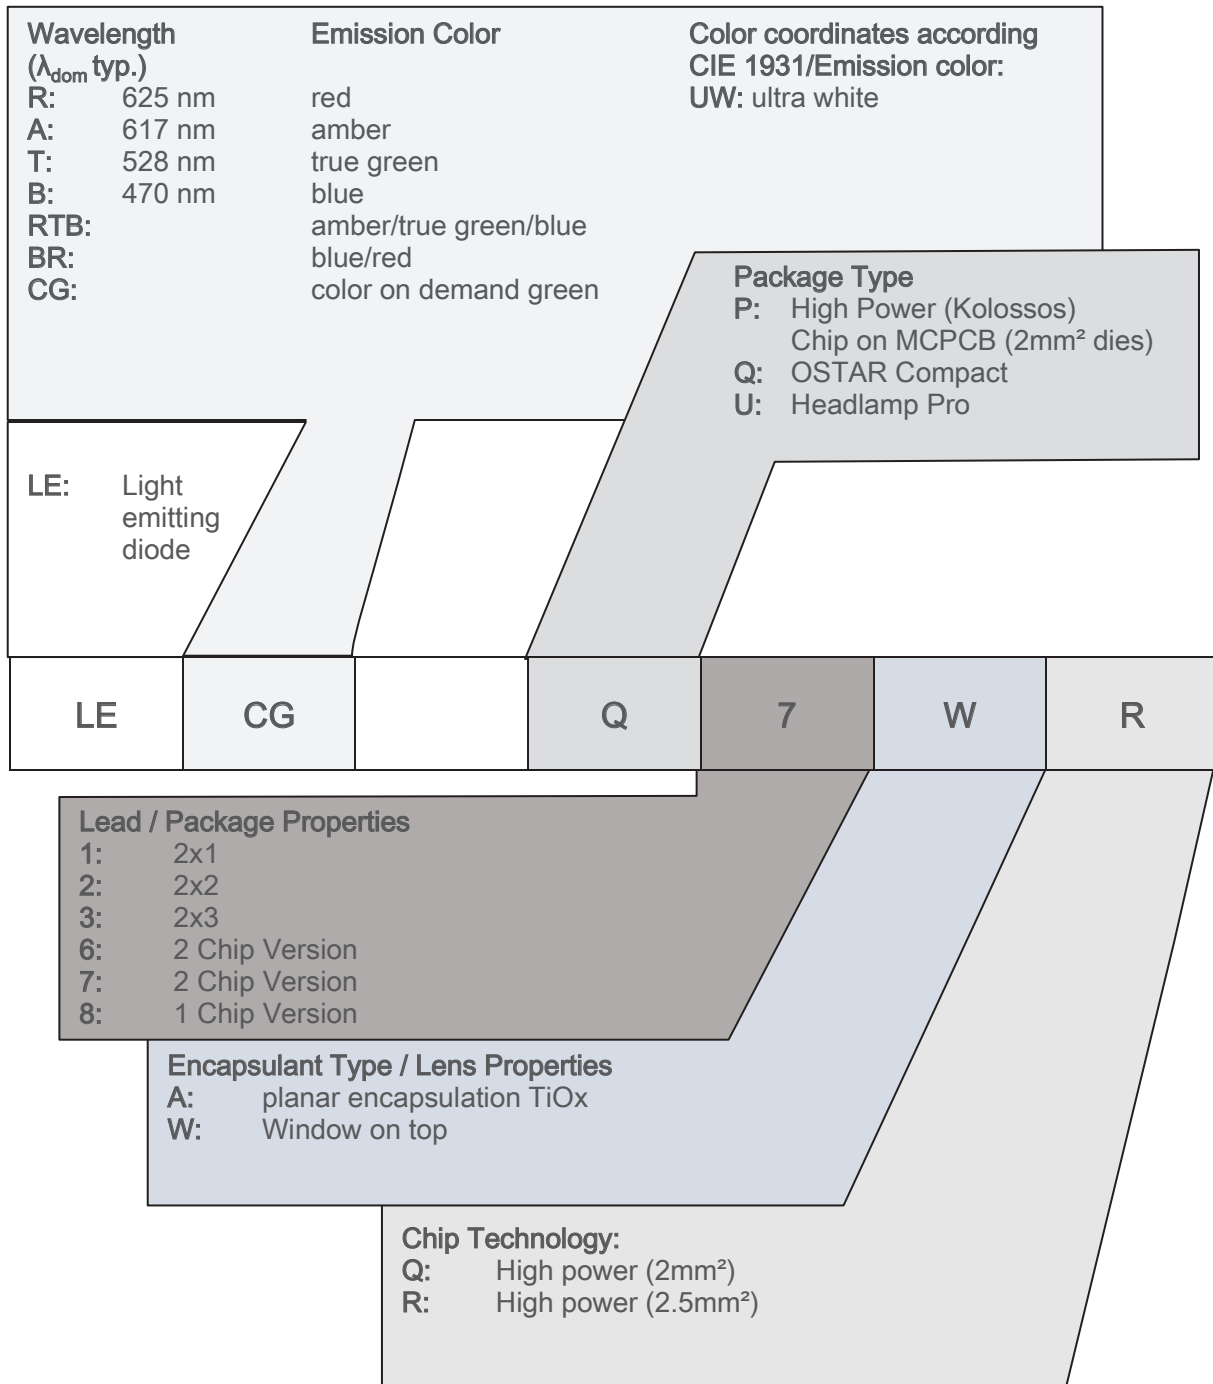 Wavelength Emission Color Color coordinates according
(λdom typ.) CIE 1931/Emission color:
R: 625 nm red UW: ultra white
A: 617 nm amber
T: 528 nm true green
B: 470 nm blue
RTB: amber/true green/blue
BR: blue/red
CG: color on demand green
Package Type
P: High Power (Kolossos)
Chip on MCPCB (2mm² dies)
Q: OSTAR Compact
U: Headlamp Pro
LE: Light
emitting
diode
LE CG Q 7 W R
Lead / Package Properties
1: 2x1
2: 2x2
3: 2x3
6: 2 Chip Version
7: 2 Chip Version
8: 1 Chip Version
Encapsulant Type / Lens Properties
A: planar encapsulation TiOx
W: Window on top
Chip Technology:
Q: High power (2mm²)
R: High power (2.5mm²)